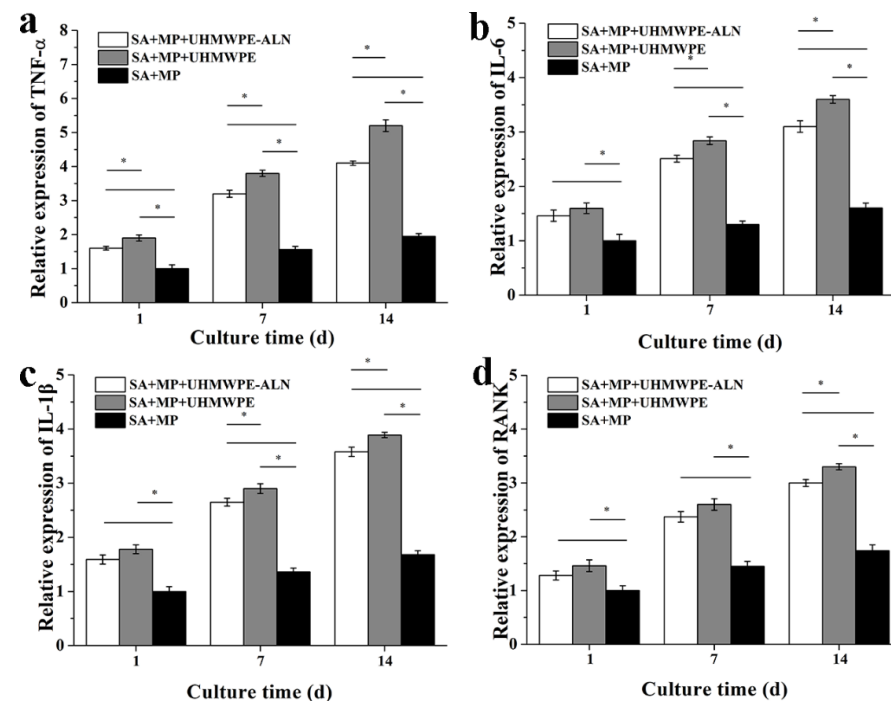 a
Relative expression of TNF-α
8
7
6
5
4
3
2
1
0
SA+MP+UHMWPE-ALN
SA+MP+UHMWPE
SA+MP
*
*
*
*
*
*
1
7
14
Culture time (d)
b
Relative expression of IL-6
5
4
3
2
1
0
SA+MP+UHMWPE-ALN
SA+MP+UHMWPE
SA+MP
*
*
*
*
*
1
7
14
Culture time (d)
c
Relative expression of IL-1β
5
4
3
2
1
0
SA+MP+UHMWPE-ALN
SA+MP+UHMWPE
SA+MP
*
*
*
*
*
1
7
14
Culture time (d)
d
Relative expression of RANK
5
4
3
2
1
0
SA+MP+UHMWPE-ALN
SA+MP+UHMWPE
SA+MP
*
*
*
*
1
7
14
Culture time (d)